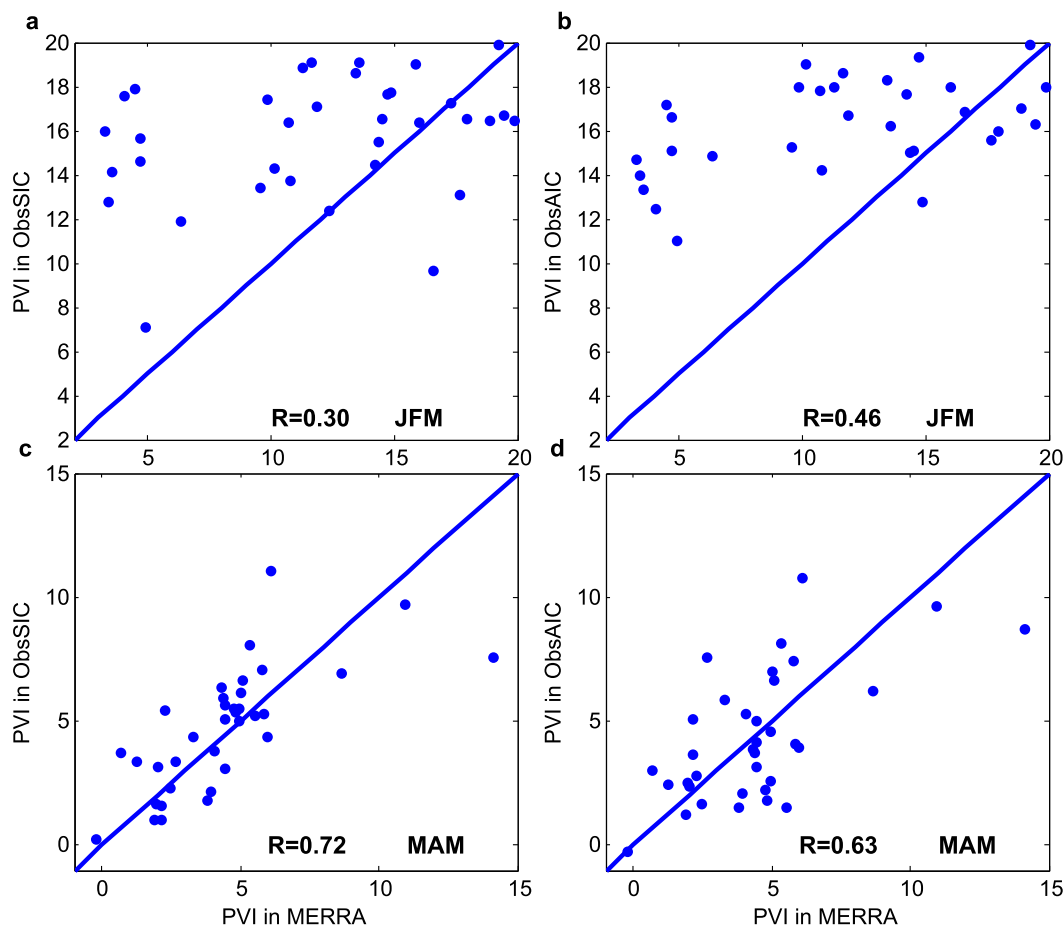 a
20
18
16
14
12
10
8
6
4
2
PVI in ObsSIC
R=0.30 JFM
5 10 15 20
b
20
18
16
14
12
10
8
6
4
2
PVI in ObsAIC
R=0.46 JFM
5 10 15 20
c
15
10
5
0
PVI in ObsSIC
R=0.72 MAM
0 5 10 15
PVI in MERRA
d
15
10
5
0
PVI in ObsAIC
R=0.63 MAM
0 5 10 15
PVI in MERRA